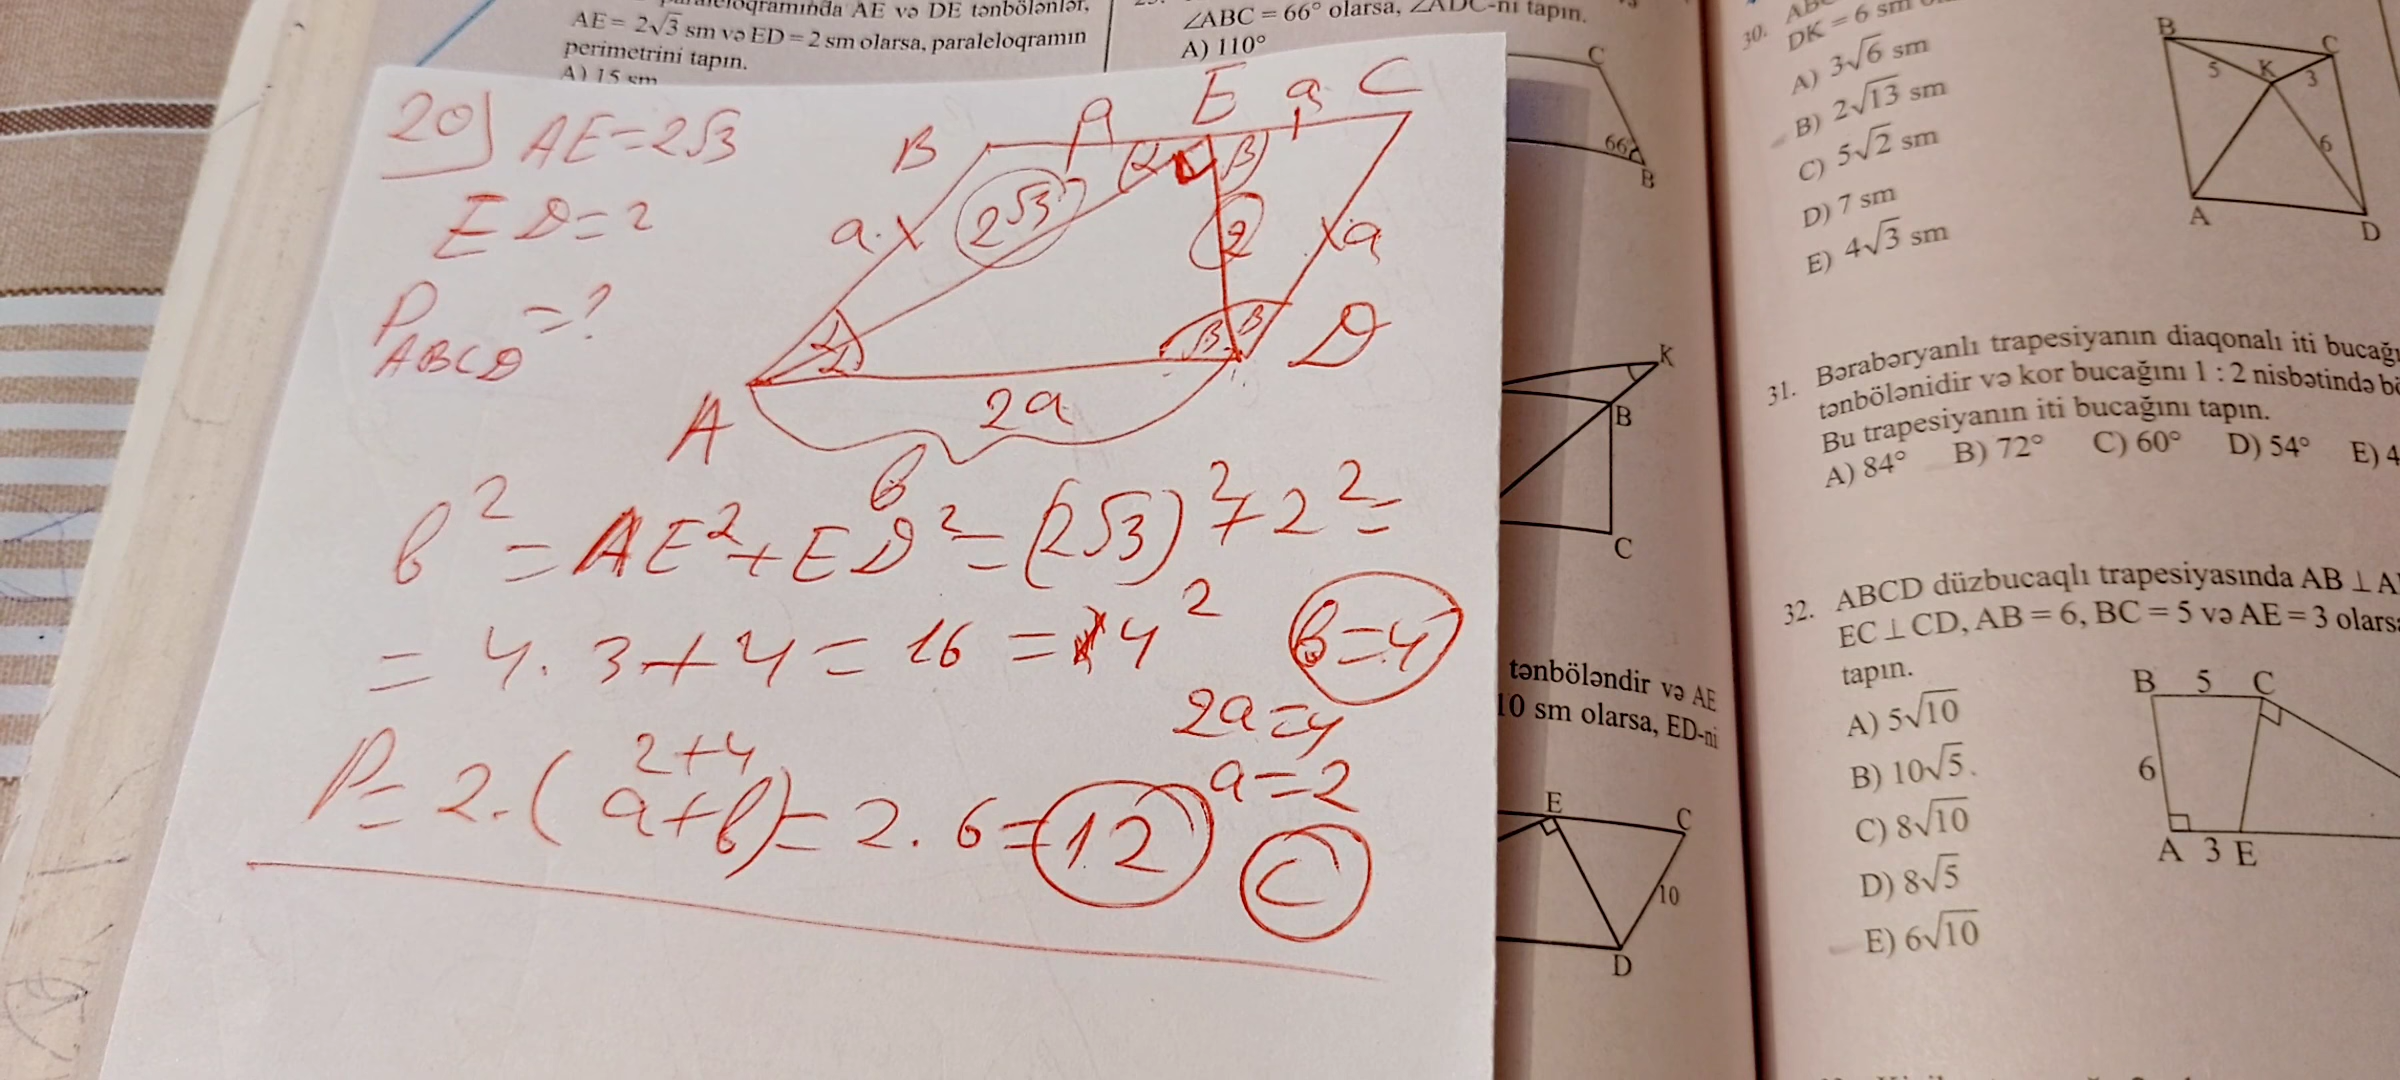 AE = 2√3 sm və ED = 2 sm olarsa, paraleloqramın
perimetrini tapın.
A) 15 sm
∠ABC = 66° olarsa, ∠ADC-ni tapın.
A) 110°
C
66°
B
20) AE = 2√3
ED = 2
P ABCD = ?
B a E a C
a 2√3 2 β 2 a
2 2 β β D
A 2a
b
b² = AE² + ED² = (2√3)² + 2² =
= 4 · 3 + 4 = 16 = 4² b = 4
2a = 4
a = 2
2+4
P = 2 · (a + b) = 2 · 6 = 12
C
K
B
C
tənböləndir və AE
10 sm olarsa, ED-ni
E C
10
D
30.
DK = 6 sm
A) 3√6 sm
B) 2√13 sm
C) 5√2 sm
D) 7 sm
E) 4√3 sm
B C
5 K 3
6
A D
31. Bərabəryanlı trapesiyanın diaqonalı iti bucağı
tənbölənidir və kor bucağını 1 : 2 nisbətində
Bu trapesiyanın iti bucağını tapın.
A) 84° B) 72° C) 60° D) 54° E) 4
32. ABCD düzbucaqlı trapesiyasında AB ⊥
EC ⊥ CD, AB = 6, BC = 5 və AE = 3
tapın.
A) 5√10
B) 10√5.
C) 8√10
D) 8√5
E) 6√10
B 5 C
6
A 3 E